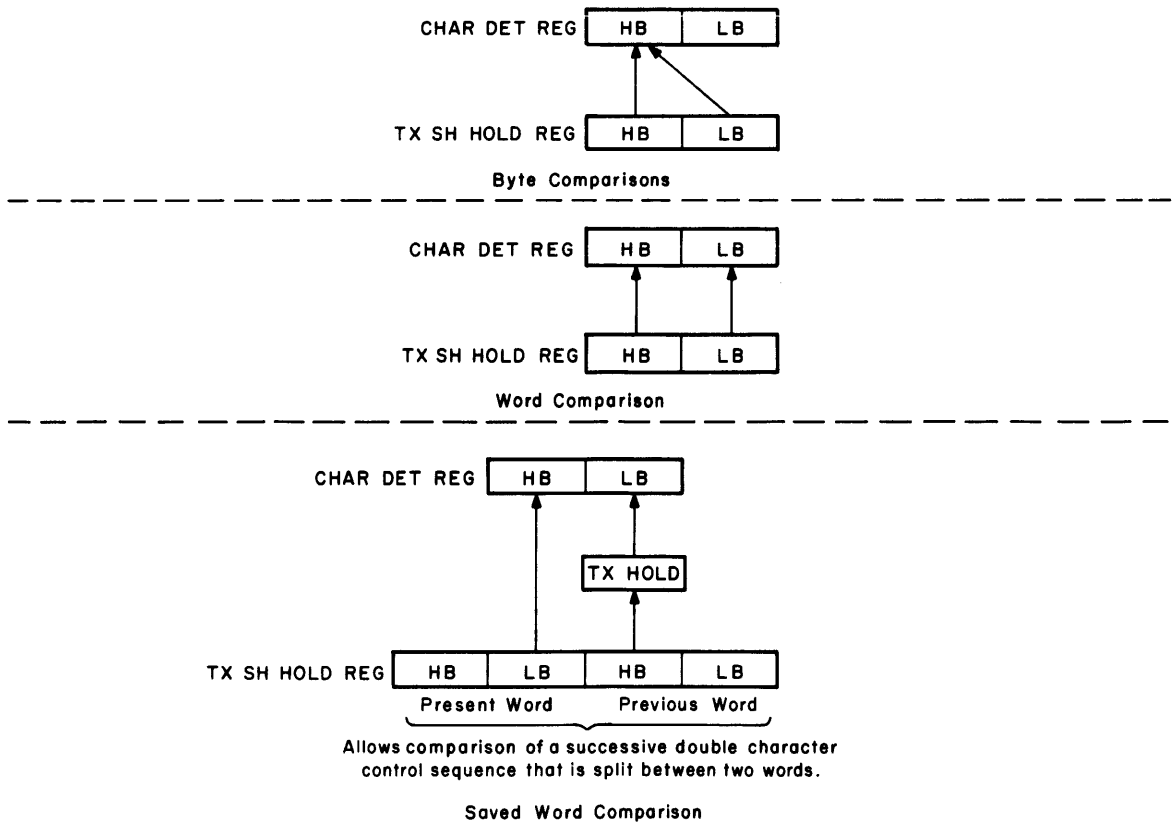 CHAR DET REG HB LB
TX SH HOLD REG HB LB
Byte Comparisons
CHAR DET REG HB LB
TX SH HOLD REG HB LB
Word Comparison
CHAR DET REG HB LB
TX HOLD
TX SH HOLD REG HB LB HB LB
Present Word Previous Word
Allows comparison of a successive double character
control sequence that is split between two words.
Saved Word Comparison